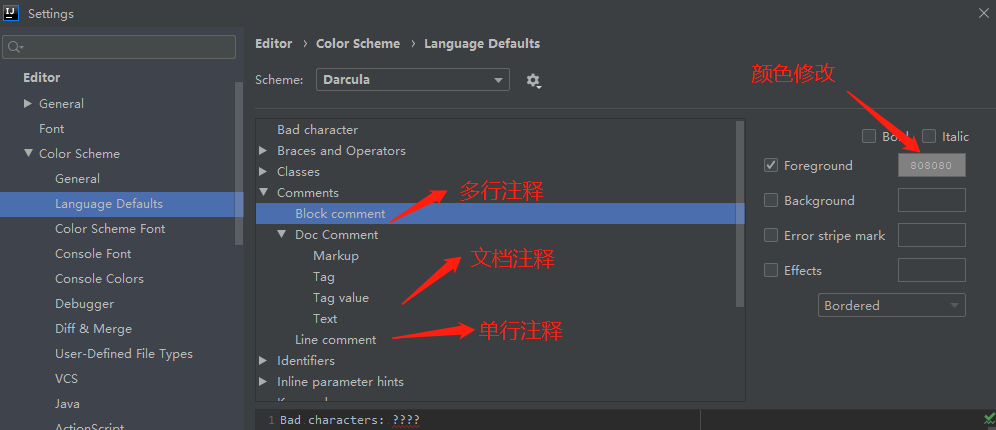 IJ Settings
Editor › Color Scheme › Language Defaults
Scheme: Darcula
颜色修改
Editor
General
Font
Color Scheme
General
Language Defaults
Color Scheme Font
Console Font
Console Colors
Debugger
Diff & Merge
User-Defined File Types
VCS
Java
ActionScript
Bad character
Braces and Operators
Classes
Comments
Block comment
多行注释
Doc Comment
Markup
文档注释
Tag
Tag value
Text
单行注释
Line comment
Identifiers
Inline parameter hints
Italic
Foreground 808080
Background
Error stripe mark
Effects
Bordered
1 Bad characters: ????